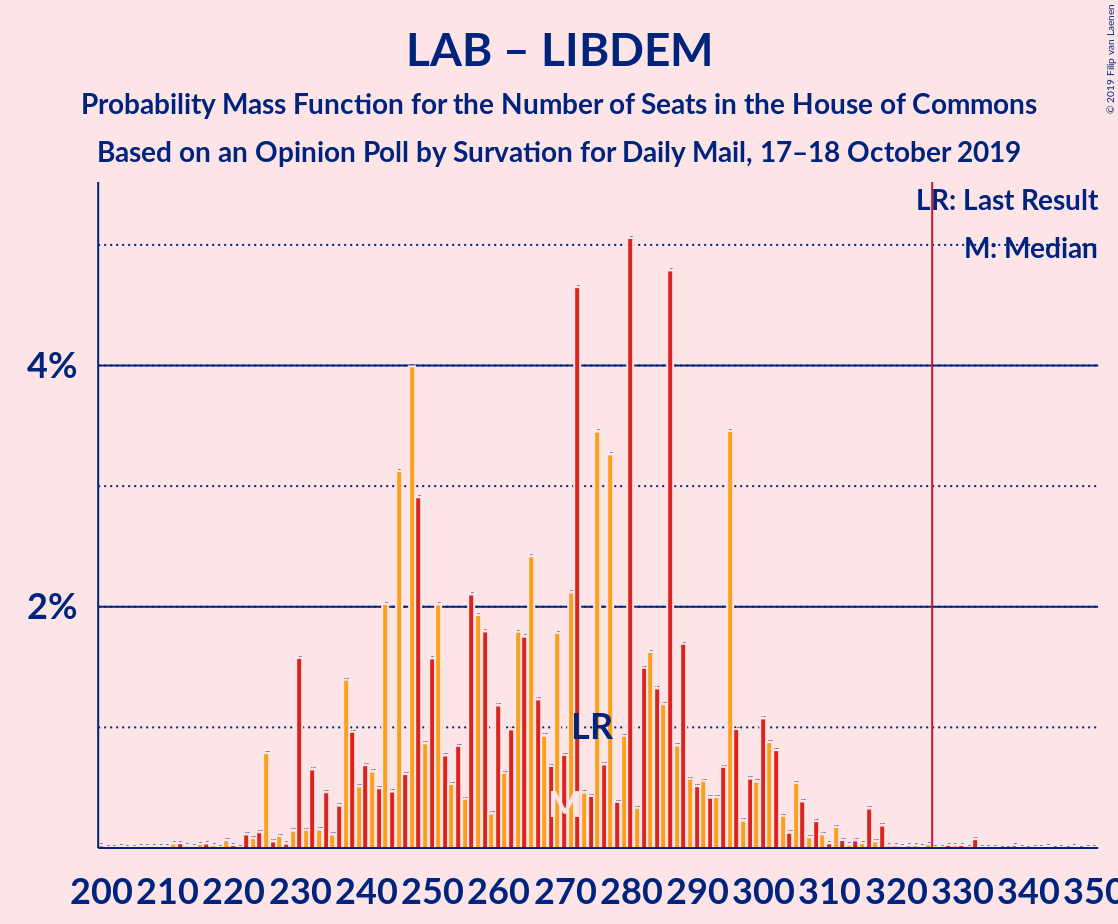 LAB – LIBDEM
Probability Mass Function for the Number of Seats in the House of Commons
Based on an Opinion Poll by Survation for Daily Mail, 17–18 October 2019
© 2019 Filip van Laenen
LR: Last Result
M: Median
4%
2%
LR
M
200 210 220 230 240 250 260 270 280 290 300 310 320 330 340 350